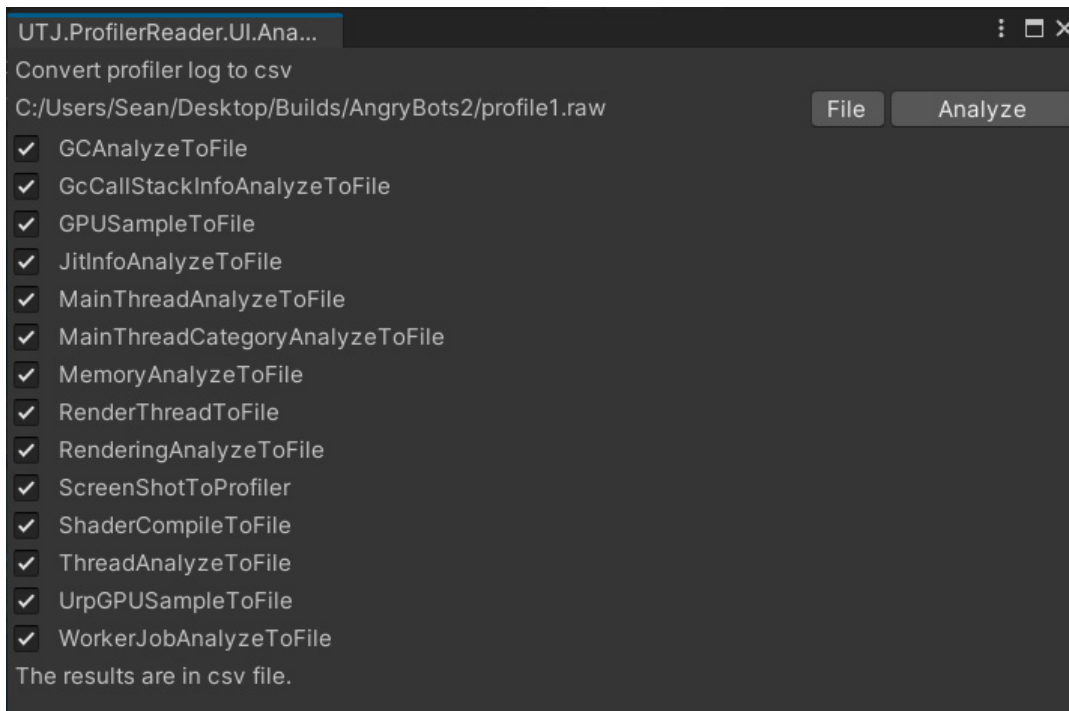 UTJ.ProfilerReader.UI.Ana...
Convert profiler log to csv
C:/Users/Sean/Desktop/Builds/AngryBots2/profile1.raw File Analyze
GCAnalyzeToFile
GcCallStackInfoAnalyzeToFile
GPUSampleToFile
JitInfoAnalyzeToFile
MainThreadAnalyzeToFile
MainThreadCategoryAnalyzeToFile
MemoryAnalyzeToFile
RenderThreadToFile
RenderingAnalyzeToFile
ScreenShotToProfiler
ShaderCompileToFile
ThreadAnalyzeToFile
UrpGPUSampleToFile
WorkerJobAnalyzeToFile
The results are in csv file.